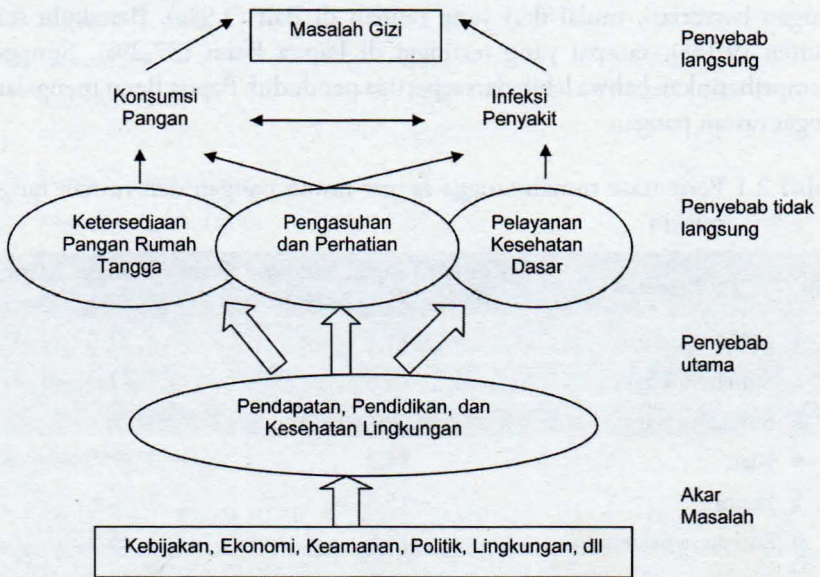 Masalah Gizi
Penyebab
langsung
Konsumsi
Pangan
Infeksi
Penyakit
Ketersediaan
Pangan Rumah
Tangga
Pengasuhan
dan Perhatian
Pelayanan
Kesehatan
Dasar
Penyebab tidak
langsung
Penyebab
utama
Pendapatan, Pendidikan, dan
Kesehatan Lingkungan
Akar
Masalah
Kebijakan, Ekonomi, Keamanan, Politik, Lingkungan, dll